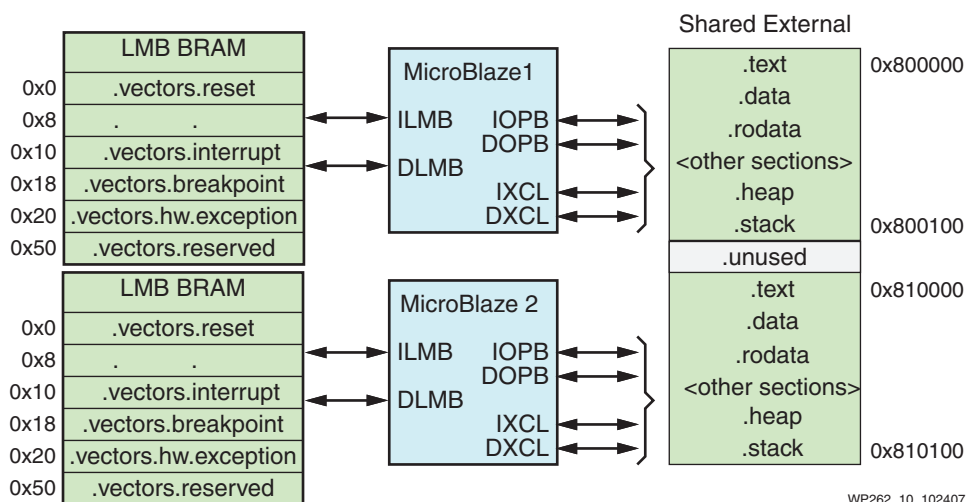 Shared External
LMB BRAM
0x0 .vectors.reset
0x8 . .
0x10 .vectors.interrupt
0x18 .vectors.breakpoint
0x20 .vectors.hw.exception
0x50 .vectors.reserved
MicroBlaze1
ILMB IOPB
DOPB
DLMB
IXCL
DXCL
.text 0x800000
.data
.rodata
<other sections>
.heap
.stack 0x800100
.unused
LMB BRAM
0x0 .vectors.reset
0x8 . .
0x10 .vectors.interrupt
0x18 .vectors.breakpoint
0x20 .vectors.hw.exception
0x50 .vectors.reserved
MicroBlaze 2
ILMB IOPB
DOPB
DLMB
IXCL
DXCL
.text 0x810000
.data
.rodata
<other sections>
.heap
.stack 0x810100
WP262_10_102407